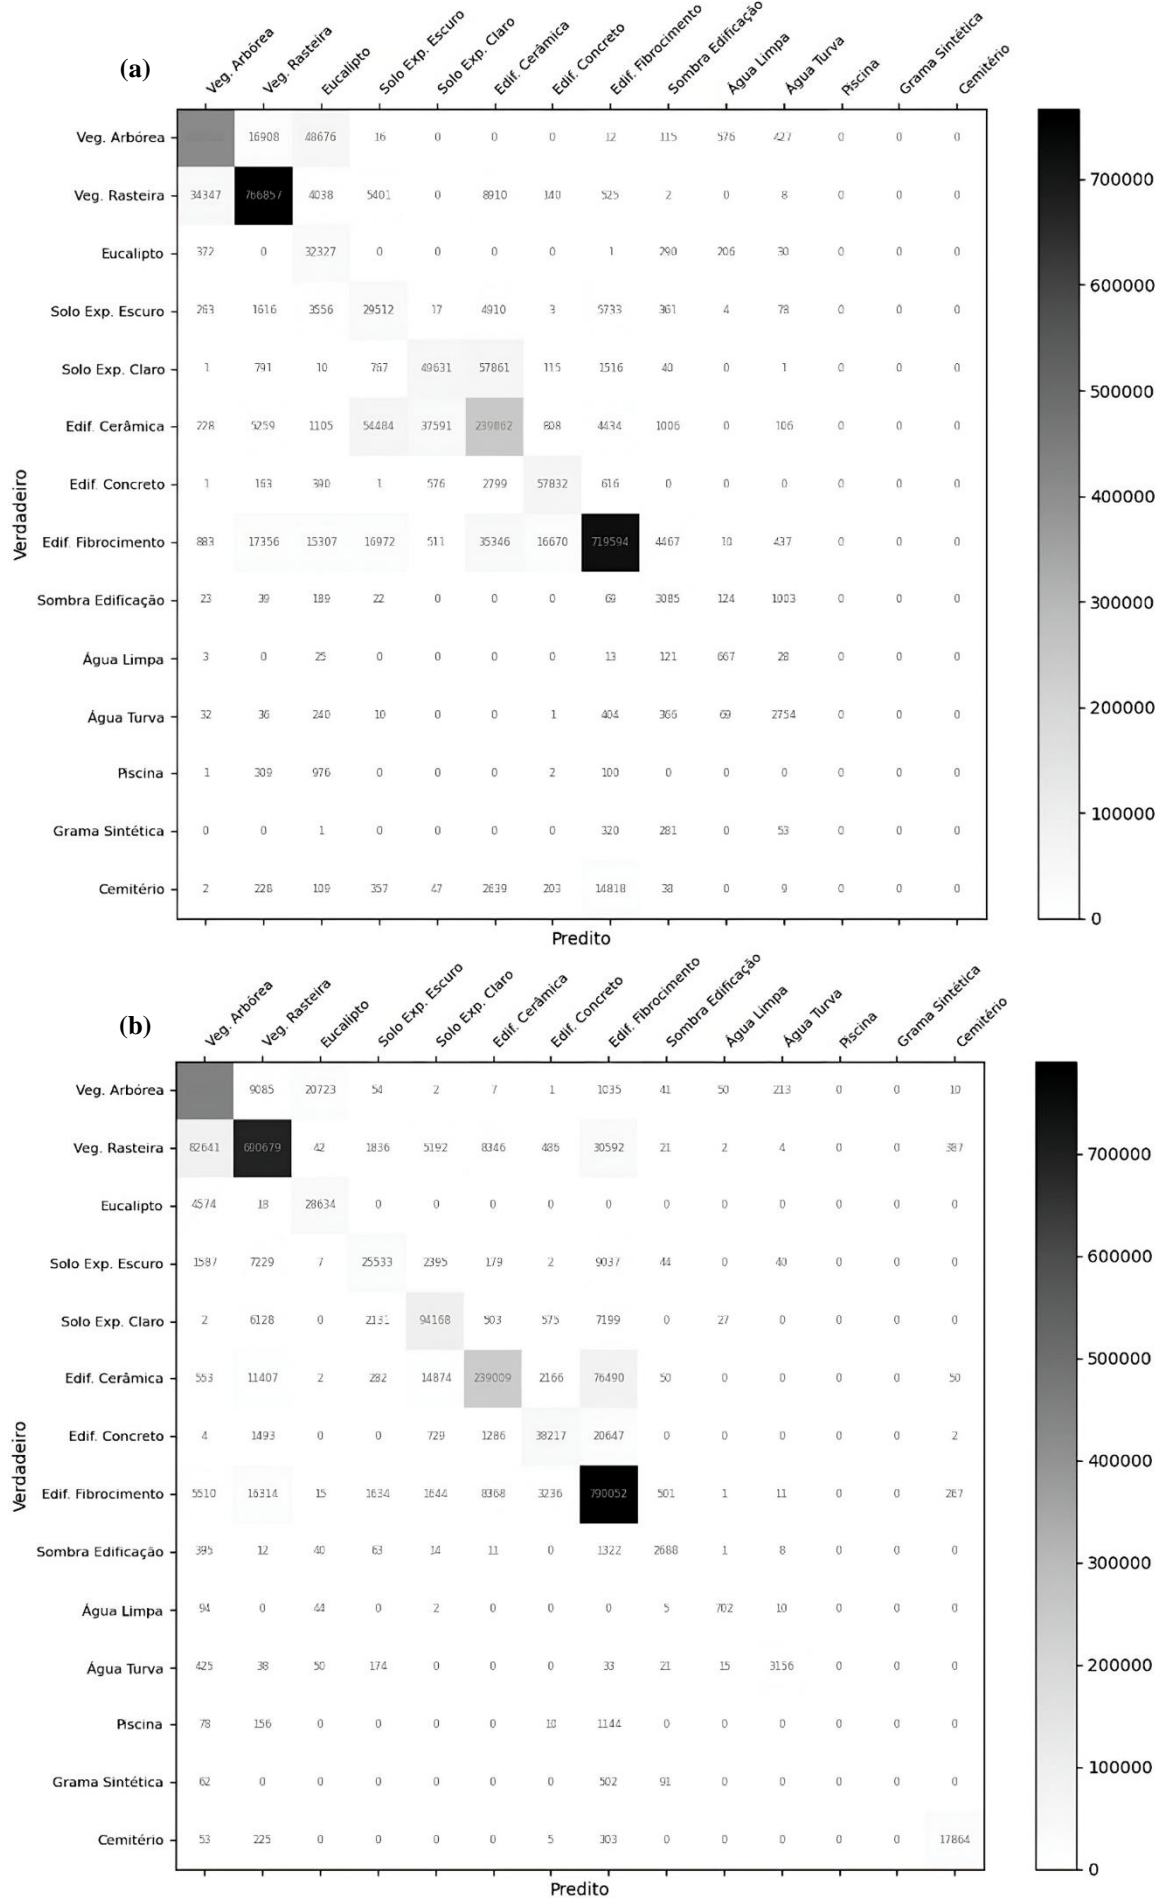 (a)
Veg. Arbórea Veg. Rasteira Eucalipto Solo Exp. Escuro Solo Exp. Claro Edif. Cerâmica Edif. Concreto Edif. Fibrocimento Sombra Edificação Água Limpa Água Turva Piscina Grama Sintética Cemitério
Veg. Arbórea 16908 48676 16 0 0 0 12 115 576 427 0 0 0
Veg. Rasteira 34347 766857 4038 5401 0 8910 140 525 2 0 8 0 0 0
Eucalipto 372 0 32327 0 0 0 0 1 290 206 30 0 0 0
Solo Exp. Escuro 263 1616 3556 29512 17 4910 3 5733 361 4 78 0 0 0
Solo Exp. Claro 1 791 10 767 49631 57861 115 1516 40 0 1 0 0 0
Edif. Cerâmica 228 5259 1105 54484 37591 239862 808 4434 1006 0 106 0 0 0
Edif. Concreto 1 163 390 1 576 2799 57832 616 0 0 0 0 0 0
Edif. Fibrocimento 883 17356 15307 16972 511 35346 16670 719594 4467 10 437 0 0 0
Sombra Edificação 23 39 189 22 0 0 0 69 3085 124 1003 0 0 0
Água Limpa 3 0 25 0 0 0 0 13 121 667 28 0 0 0
Água Turva 32 36 240 10 0 0 1 404 366 69 2754 0 0 0
Piscina 1 309 976 0 0 0 2 100 0 0 0 0 0 0
Grama Sintética 0 0 1 0 0 0 0 320 281 0 53 0 0 0
Cemitério 2 228 109 357 47 2639 203 14818 38 0 9 0 0 0
Verdadeiro
Predito
700000
600000
500000
400000
300000
200000
100000
0
(b)
Veg. Arbórea Veg. Rasteira Eucalipto Solo Exp. Escuro Solo Exp. Claro Edif. Cerâmica Edif. Concreto Edif. Fibrocimento Sombra Edificação Água Limpa Água Turva Piscina Grama Sintética Cemitério
Veg. Arbórea 9085 20723 54 2 7 1 1035 41 50 213 0 0 10
Veg. Rasteira 82641 690679 42 1836 5192 8346 486 30592 21 2 4 0 0 387
Eucalipto 4574 18 28634 0 0 0 0 0 0 0 0 0 0 0
Solo Exp. Escuro 1587 7229 7 25533 2395 179 2 9037 44 0 40 0 0 0
Solo Exp. Claro 2 6128 0 2131 94168 503 575 7199 0 27 0 0 0 0
Edif. Cerâmica 553 11407 2 282 14874 239009 2166 76490 50 0 0 0 0 50
Edif. Concreto 4 1493 0 0 729 1286 38217 20647 0 0 0 0 0 2
Edif. Fibrocimento 5510 16314 15 1634 1644 8368 3236 790052 501 1 11 0 0 267
Sombra Edificação 395 12 40 63 14 11 0 1322 2688 1 8 0 0 0
Água Limpa 94 0 44 0 2 0 0 0 5 702 10 0 0 0
Água Turva 425 38 50 174 0 0 0 33 21 15 3156 0 0 0
Piscina 78 156 0 0 0 0 10 1144 0 0 0 0 0 0
Grama Sintética 62 0 0 0 0 0 0 502 91 0 0 0 0 0
Cemitério 53 225 0 0 0 0 5 303 0 0 0 0 0 17864
Verdadeiro
Predito
700000
600000
500000
400000
300000
200000
100000
0